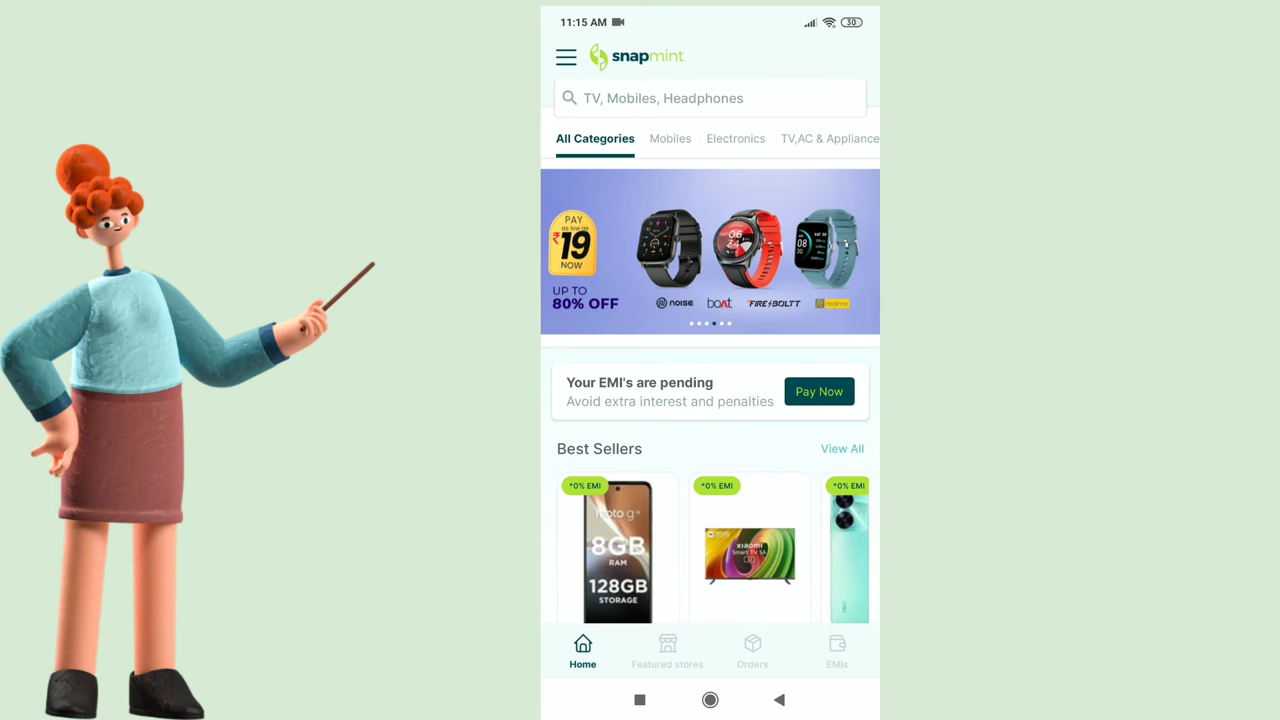 11:15 AM
30
snapmint
TV, Mobiles, Headphones
All Categories Mobiles Electronics TV,AC & Appliance
PAY
as low as
₹19
NOW
UP TO
80% OFF
NOISE boAt FIRE-BOLTT realme
Your EMI's are pending
Avoid extra interest and penalties
Pay Now
Best Sellers View All
*0% EMI *0% EMI *0% EMI
moto g
8GB
RAM
128GB
STORAGE
xiaomi
Smart TV 5A
Home Featured stores Orders EMIs